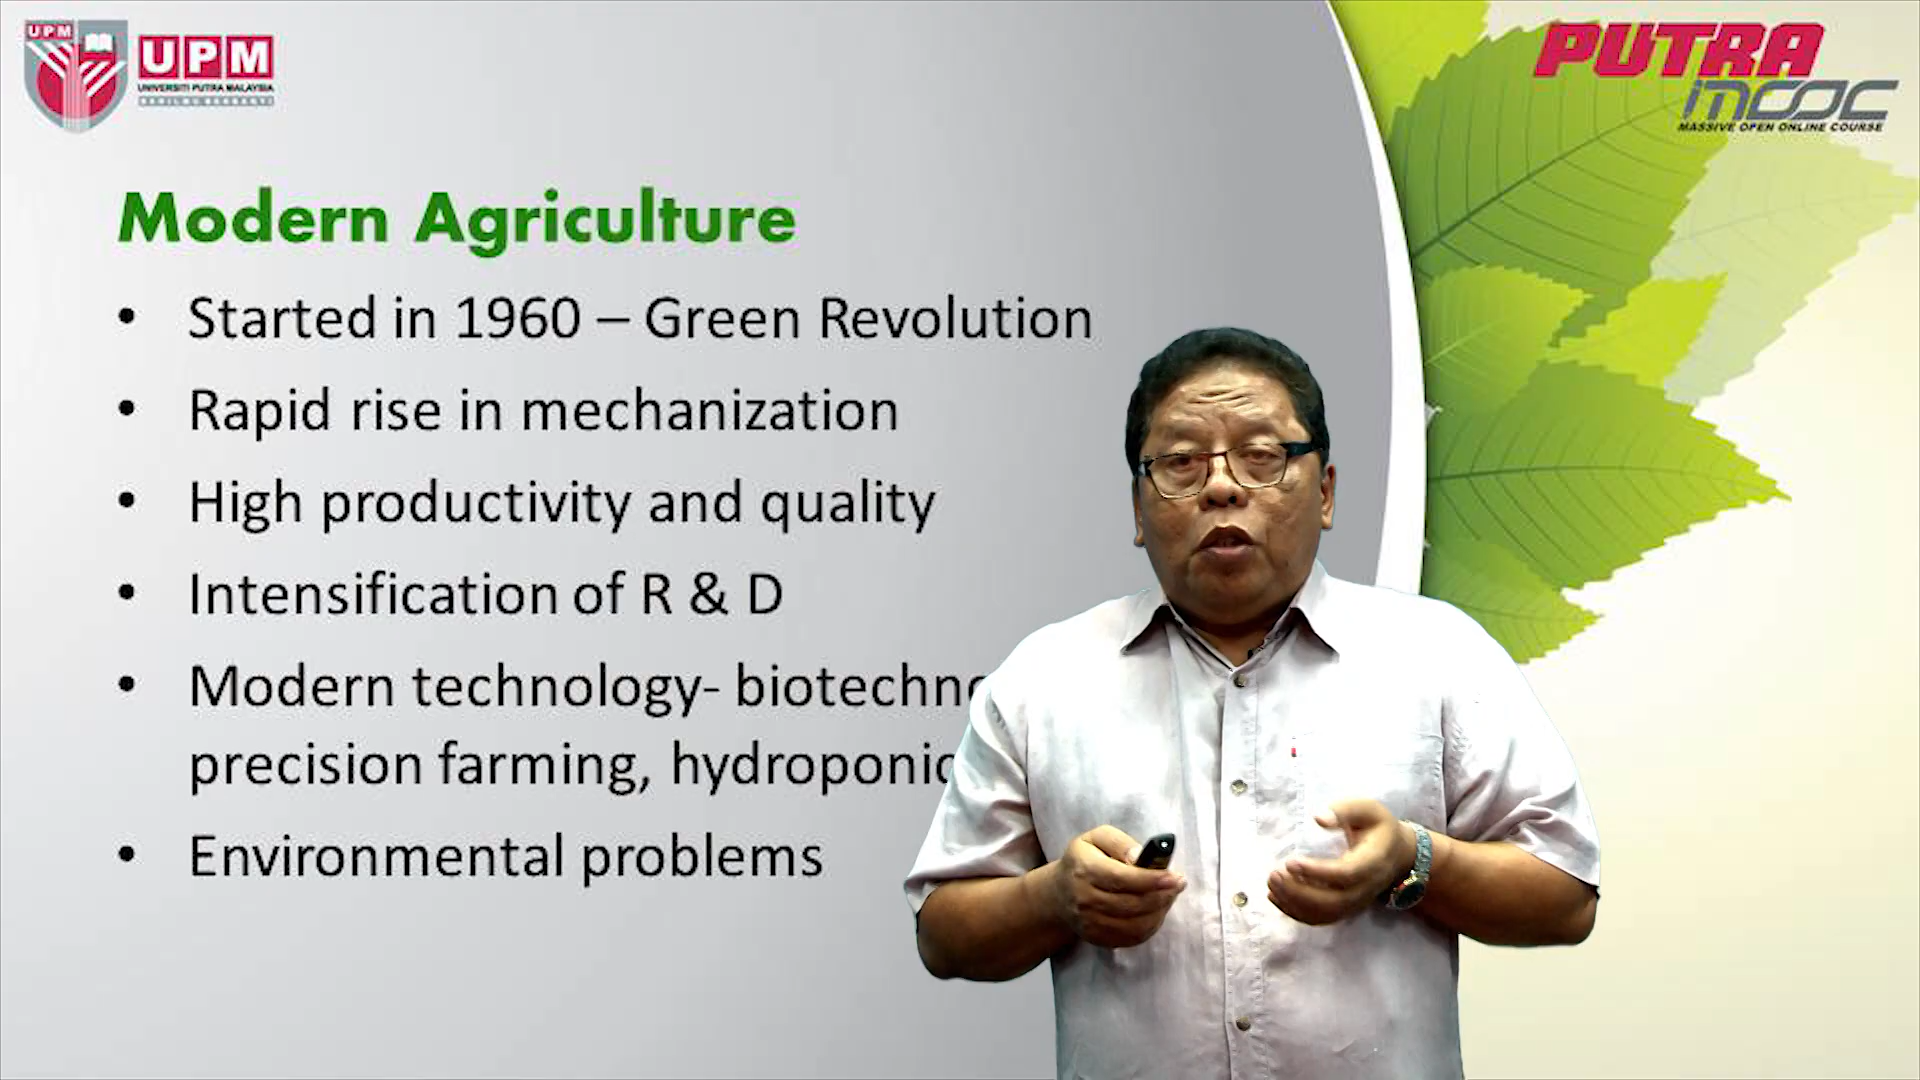 UPM
UPM
UNIVERSITI PUTRA MALAYSIA
PUTRA
mooc
MASSIVE OPEN ONLINE COURSE
Modern Agriculture
• Started in 1960 – Green Revolution
• Rapid rise in mechanization
• High productivity and quality
• Intensification of R & D
• Modern technology- biotechno
precision farming, hydroponic
• Environmental problems